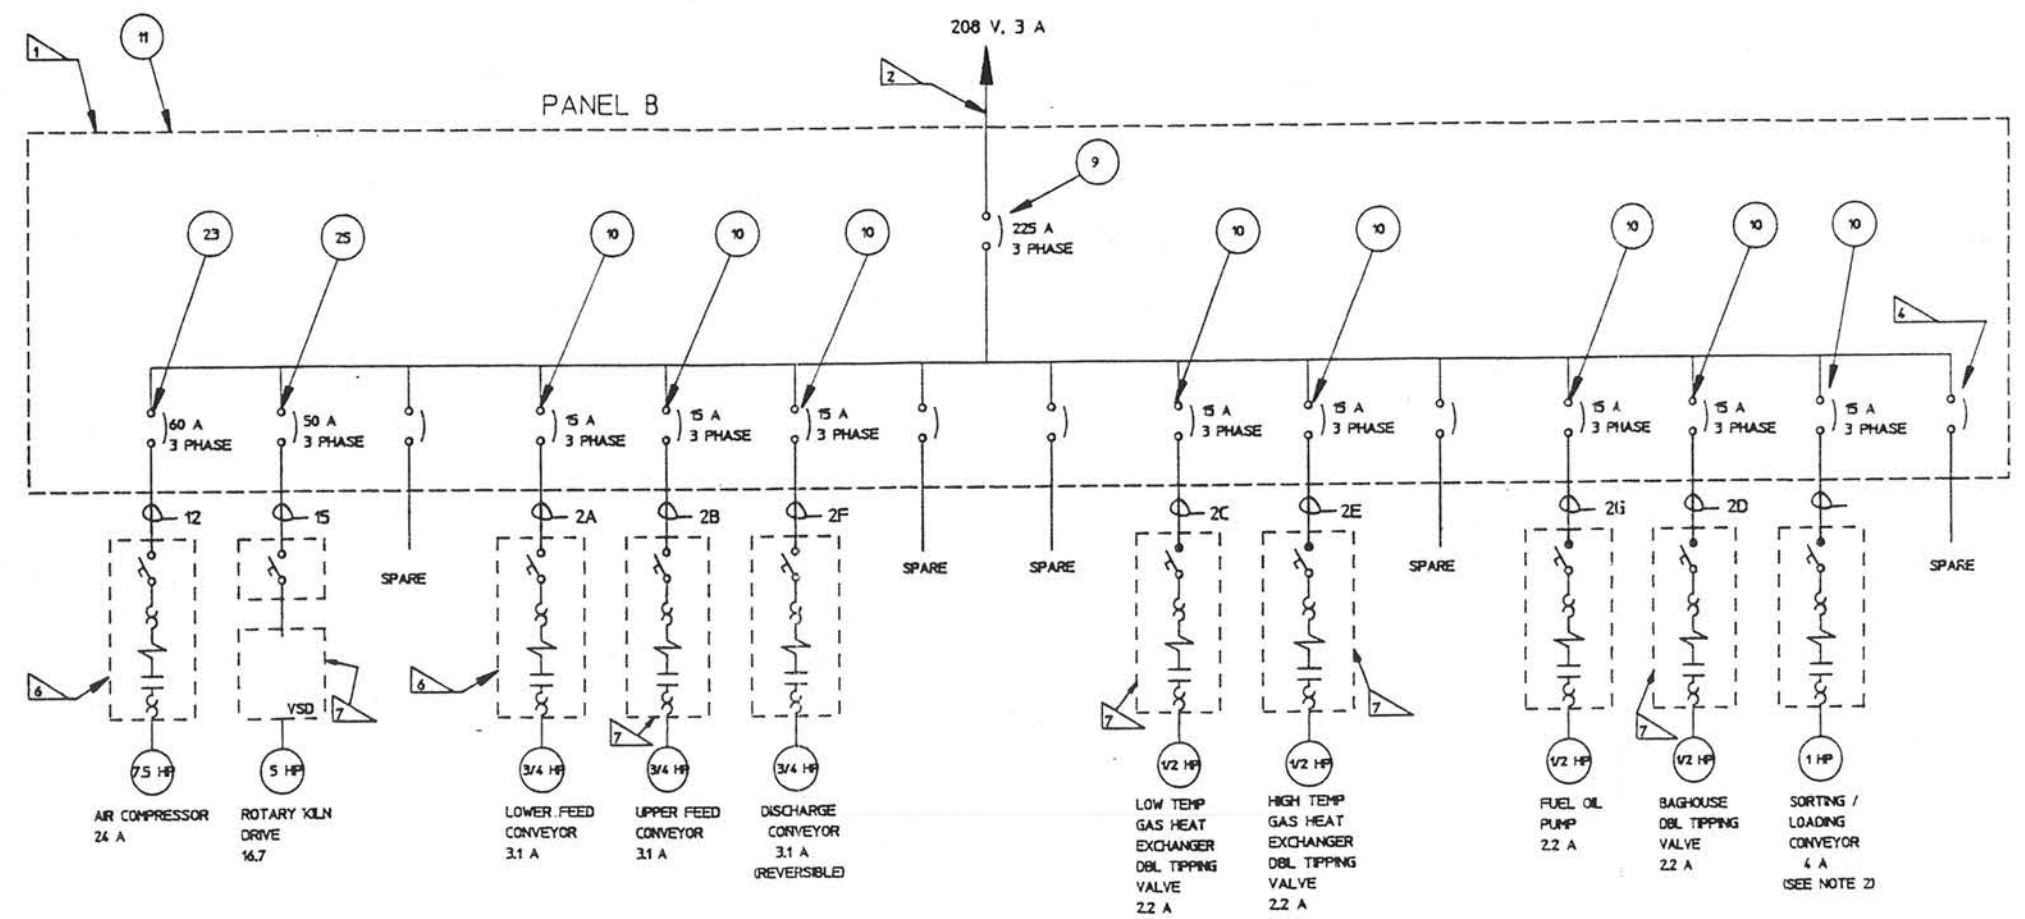 208 V, 3 A
1
11
2
PANEL B
9
23
25
10
10
10
225 A
3 PHASE
10
10
10
10
10
4
60 A
3 PHASE
50 A
3 PHASE
15 A
3 PHASE
15 A
3 PHASE
15 A
3 PHASE
15 A
3 PHASE
15 A
3 PHASE
15 A
3 PHASE
15 A
3 PHASE
15 A
3 PHASE
12
15
2A
2B
2F
2C
2E
2G
2D
SPARE
SPARE
SPARE
SPARE
SPARE
6
VSD
7
6
7
7
7
7
7.5 HP
5 HP
3/4 HP
3/4 HP
3/4 HP
1/2 HP
1/2 HP
1/2 HP
1/2 HP
1 HP
AIR COMPRESSOR
24 A
ROTARY KILN
DRIVE
16.7
LOWER FEED
CONVEYOR
3.1 A
UPPER FEED
CONVEYOR
3.1 A
DISCHARGE
CONVEYOR
3.1 A
(REVERSIBLE)
LOW TEMP
GAS HEAT
EXCHANGER
DBL TIPPING
VALVE
2.2 A
HIGH TEMP
GAS HEAT
EXCHANGER
DBL TIPPING
VALVE
2.2 A
FUEL OIL
PUMP
2.2 A
BAGHOUSE
DBL TIPPING
VALVE
2.2 A
SORTING /
LOADING
CONVEYOR
4 A
(SEE NOTE 2)